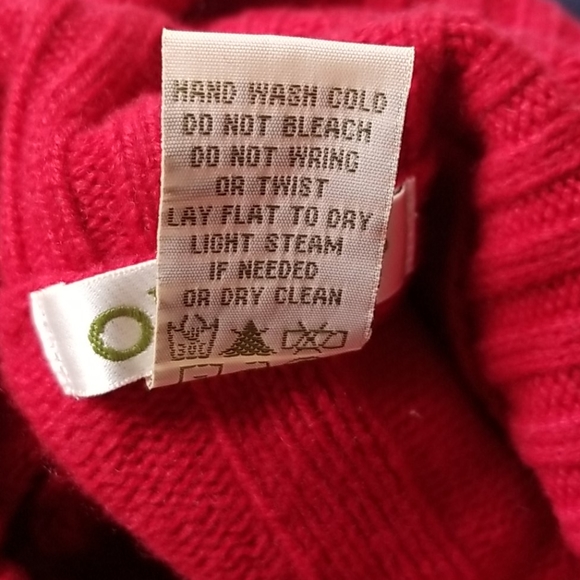 HAND WASH COLD
DO NOT BLEACH
DO NOT WRING
OR TWIST
LAY FLAT TO DRY
LIGHT STEAM
IF NEEDED
OR DRY CLEAN
30C